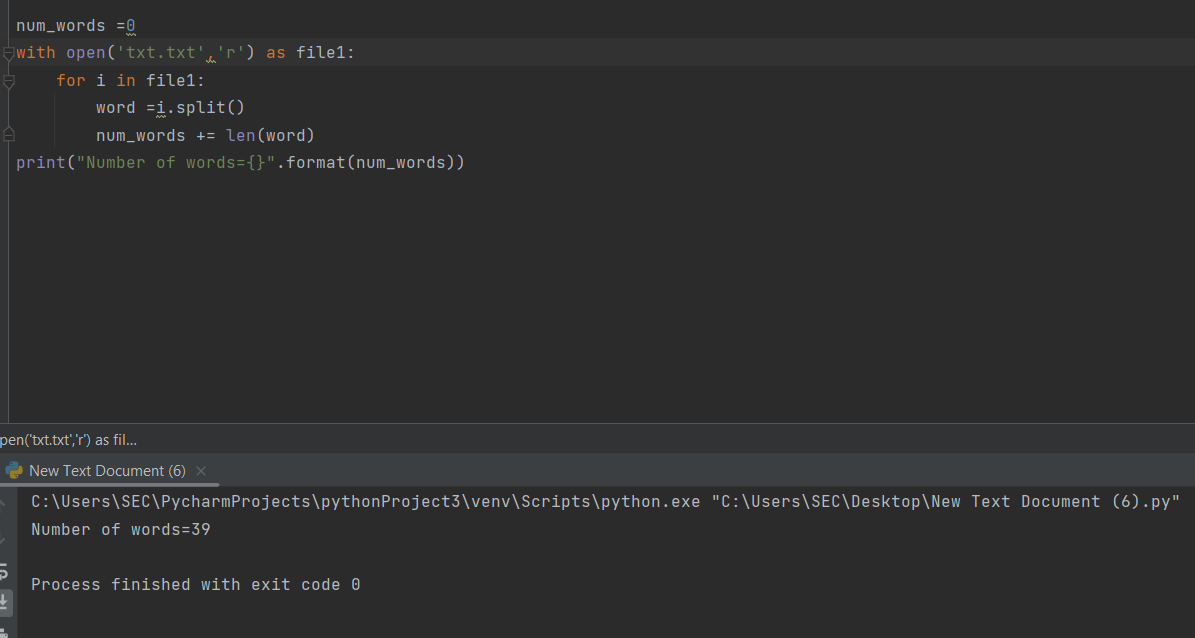 num_words =0
with open('txt.txt','r') as file1:
    for i in file1:
        word =i.split()
        num_words += len(word)
print("Number of words={}".format(num_words))
pen('txt.txt','r') as fil...
New Text Document (6)
C:\Users\SEC\PycharmProjects\pythonProject3\venv\Scripts\python.exe "C:\Users\SEC\Desktop\New Text Document (6).py"
Number of words=39
Process finished with exit code 0